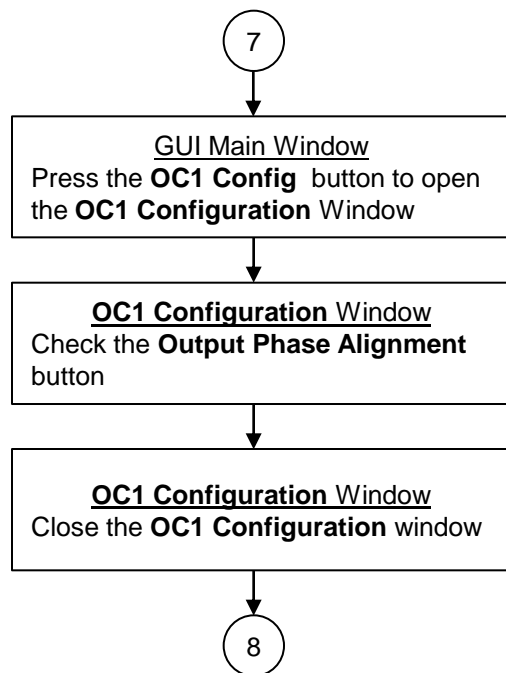 7
GUI Main Window
Press the OC1 Config button to open
the OC1 Configuration Window
OC1 Configuration Window
Check the Output Phase Alignment
button
OC1 Configuration Window
Close the OC1 Configuration window
8